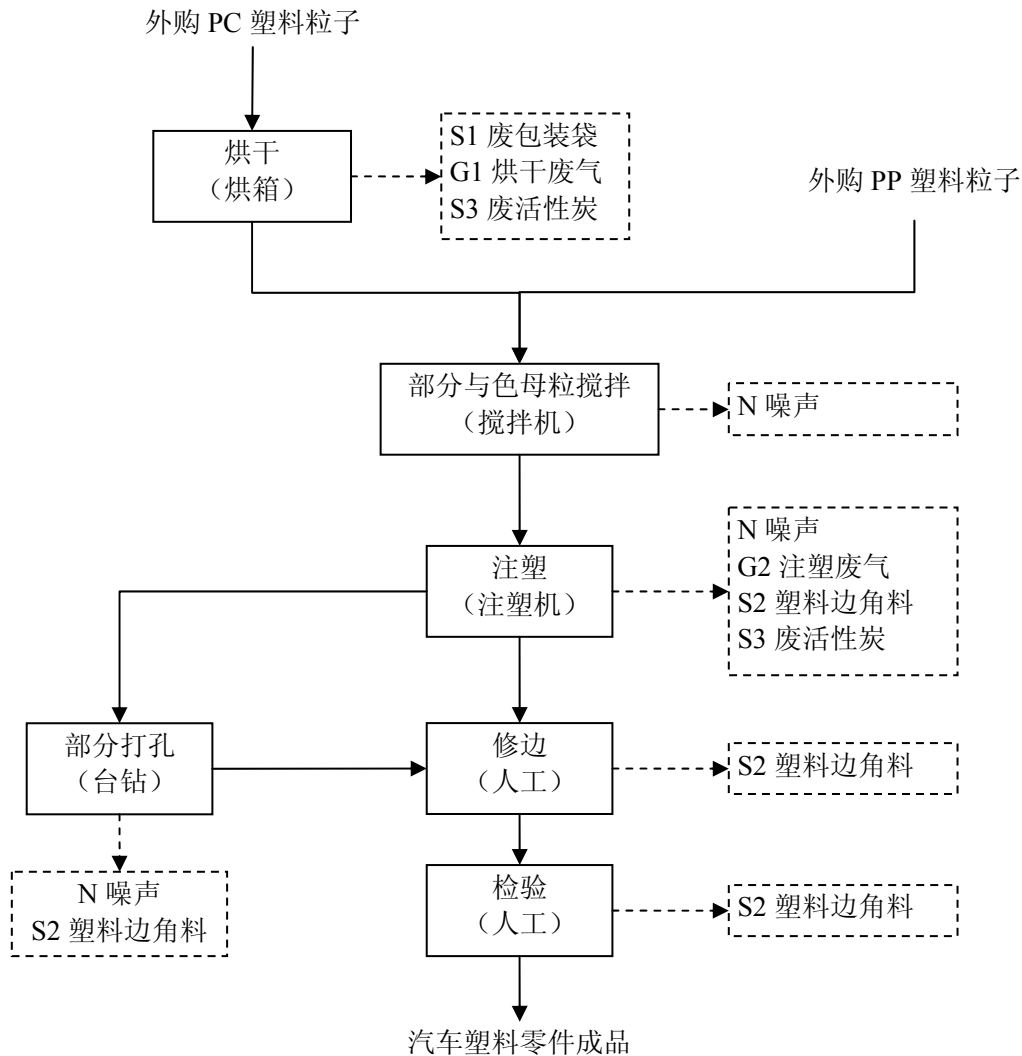 外购 PC 塑料粒子
烘干
（烘箱）
S1 废包装袋
G1 烘干废气
S3 废活性炭
外购 PP 塑料粒子
部分与色母粒搅拌
（搅拌机）
N 噪声
注塑
（注塑机）
N 噪声
G2 注塑废气
S2 塑料边角料
S3 废活性炭
部分打孔
（台钻）
修边
（人工）
S2 塑料边角料
N 噪声
S2 塑料边角料
检验
（人工）
S2 塑料边角料
汽车塑料零件成品